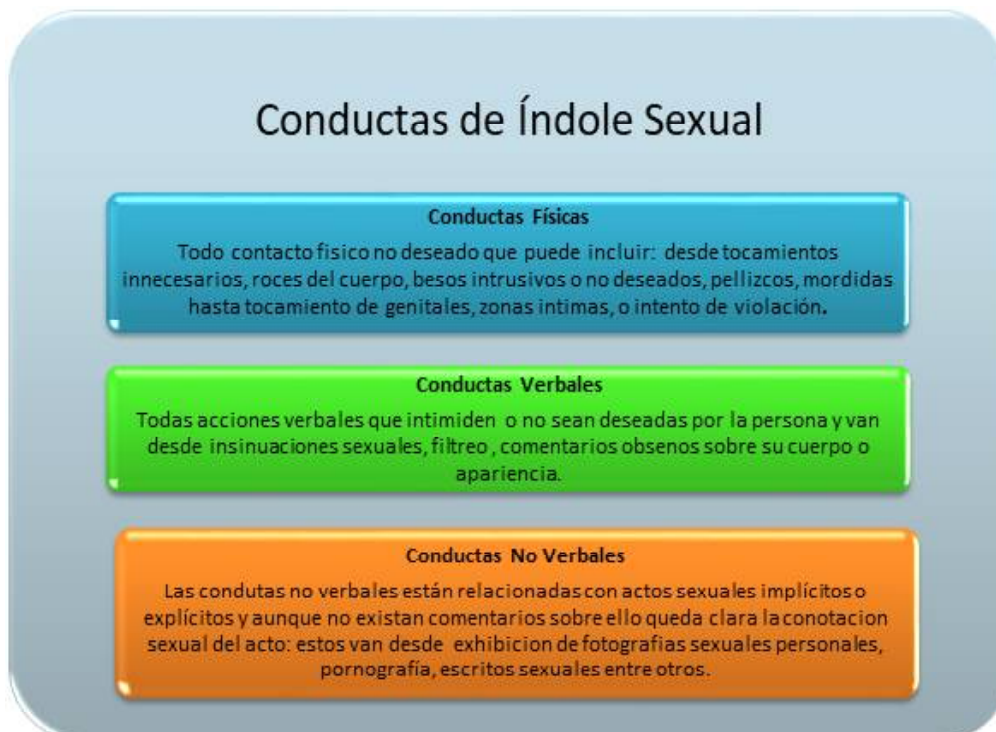 Conductas de Índole Sexual
Conductas Físicas
Todo contacto fisico no deseado que puede incluir: desde tocamientos
innecesarios, roces del cuerpo, besos intrusivos o no deseados, pellizcos, mordidas
hasta tocamiento de genitales, zonas intimas, o intento de violación.
Conductas Verbales
Todas acciones verbales que intimiden o no sean deseadas por la persona y van
desde insinuaciones sexuales, filtreo , comentarios obsenos sobre su cuerpo o
apariencia.
Conductas No Verbales
Las condutas no verbales están relacionadas con actos sexuales implícitos o
explícitos y aunque no existan comentarios sobre ello queda clara la conotacion
sexual del acto: estos van desde exhibicion de fotografias sexuales personales,
pornografía, escritos sexuales entre otros.